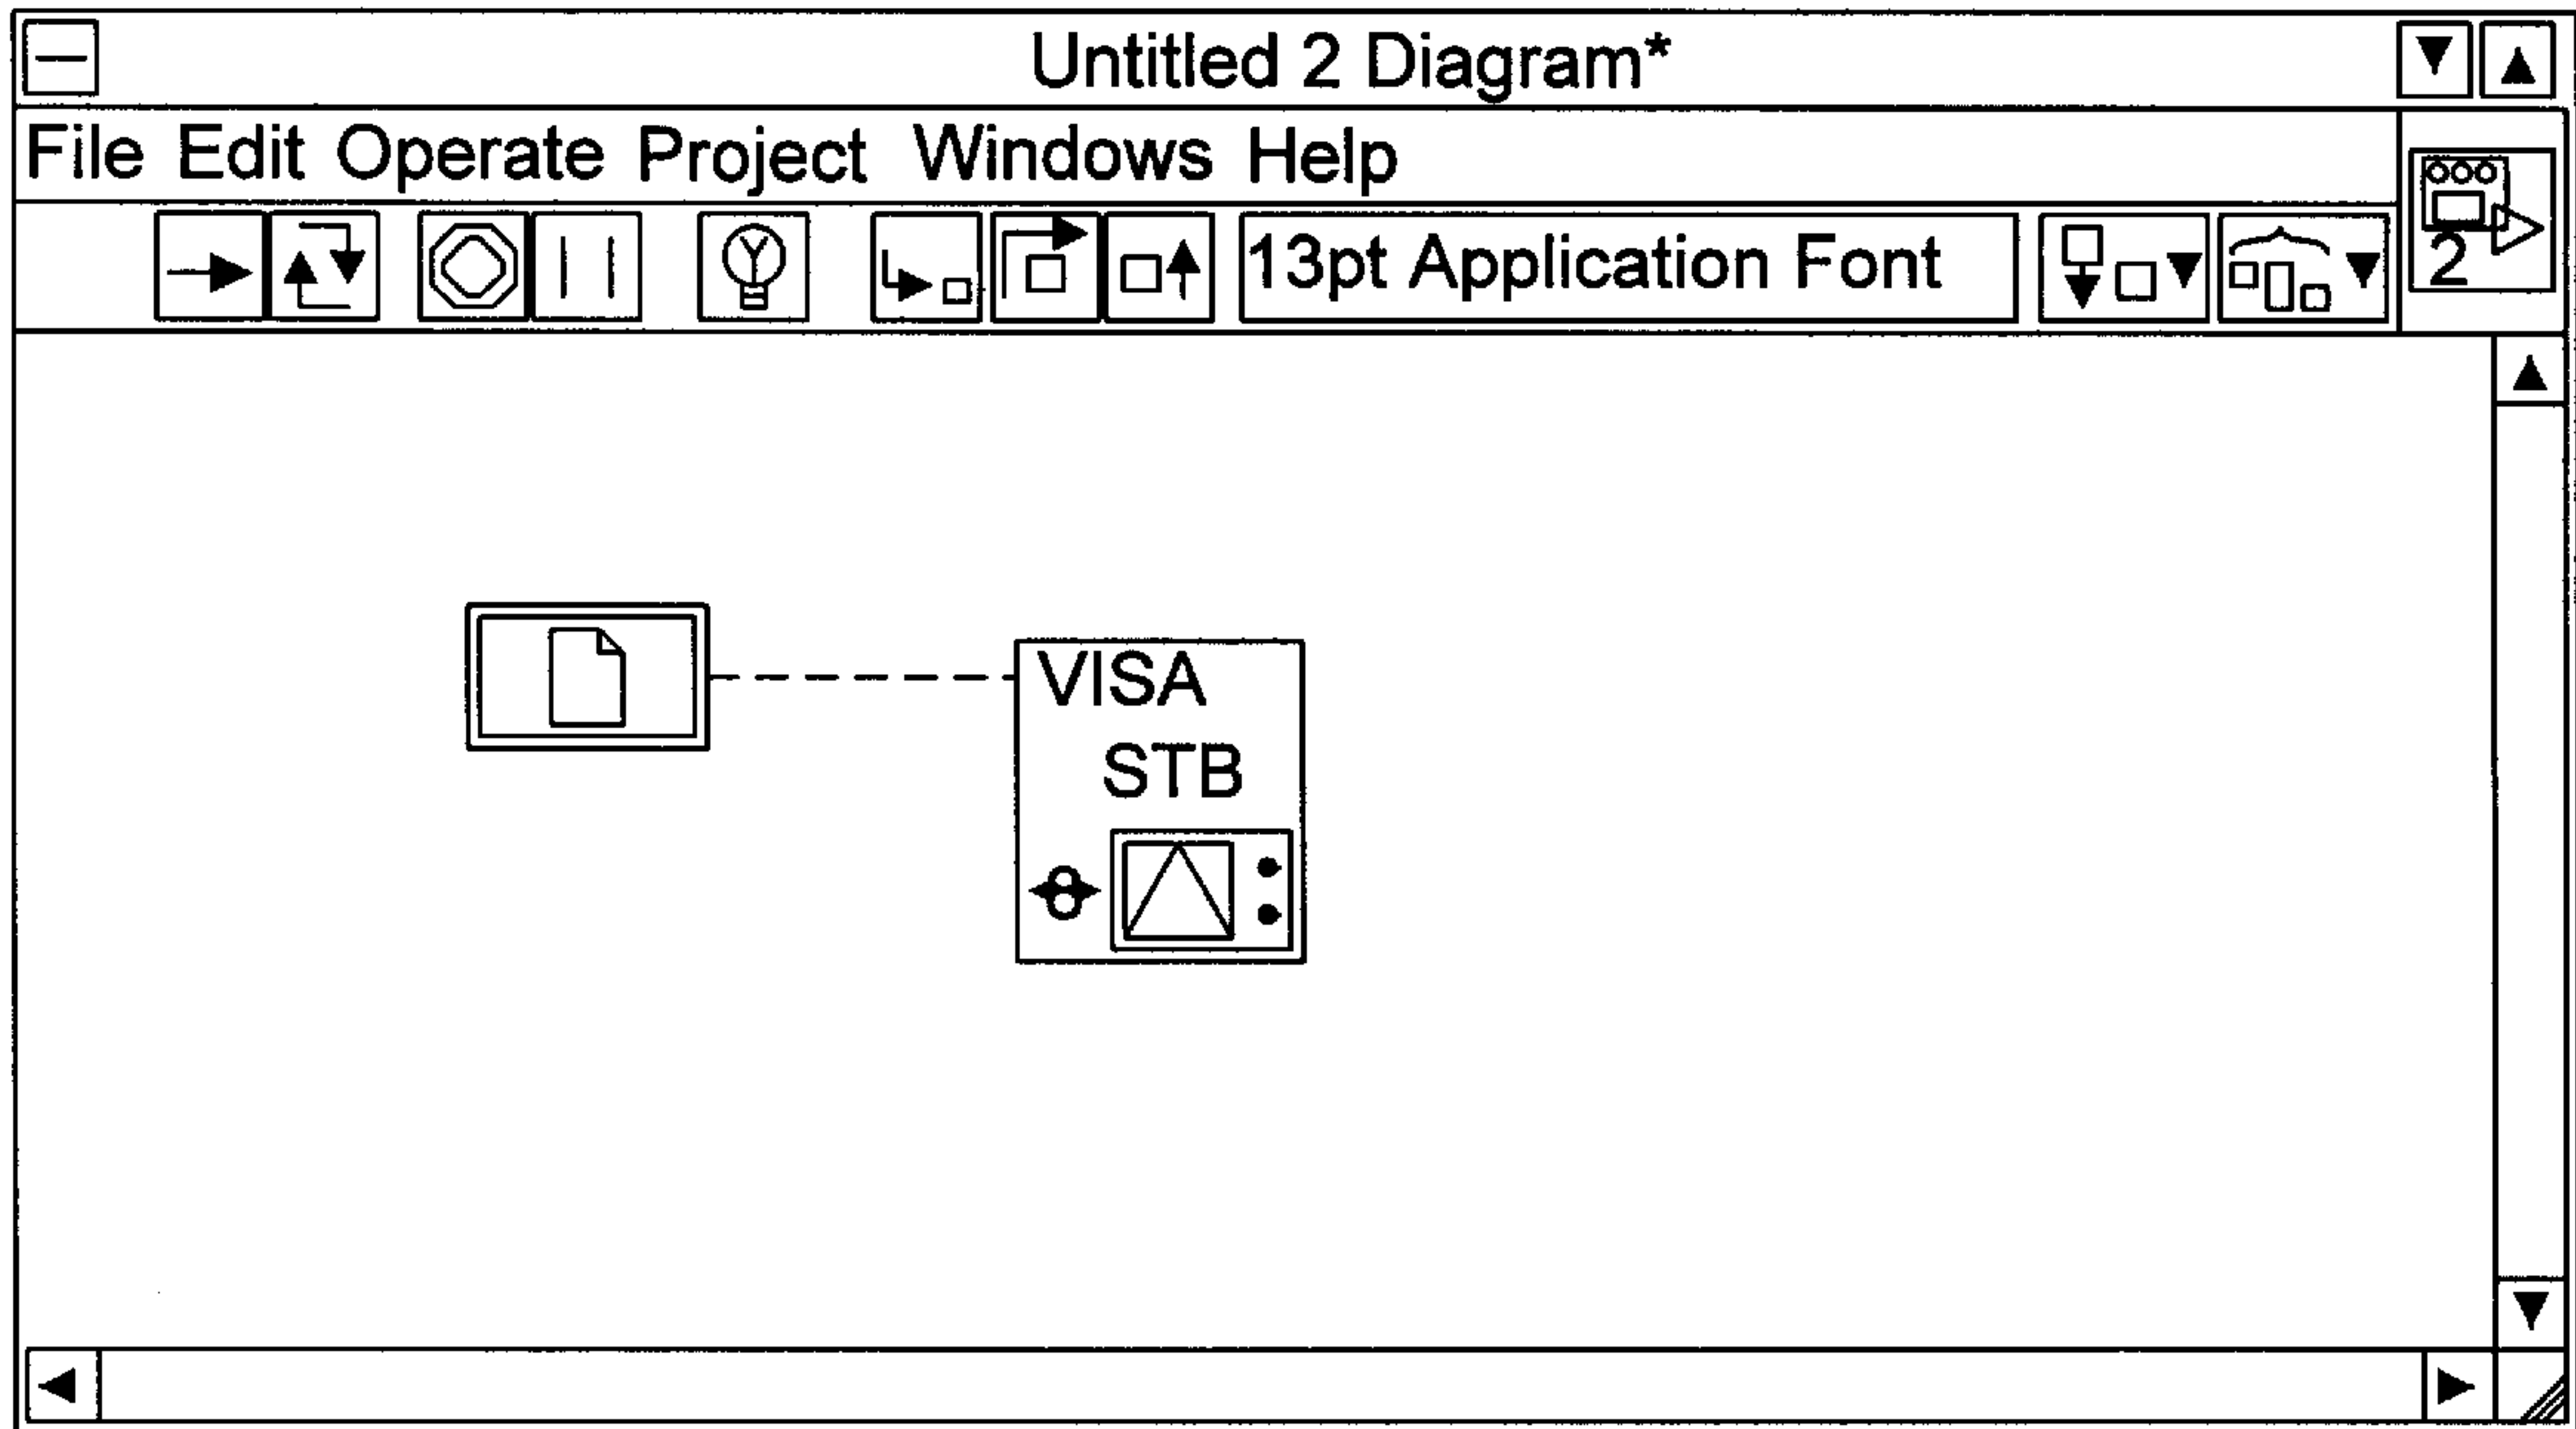 Untitled 2 Diagram*
File Edit Operate Project Windows Help
13pt Application Font
2
VISA
STB